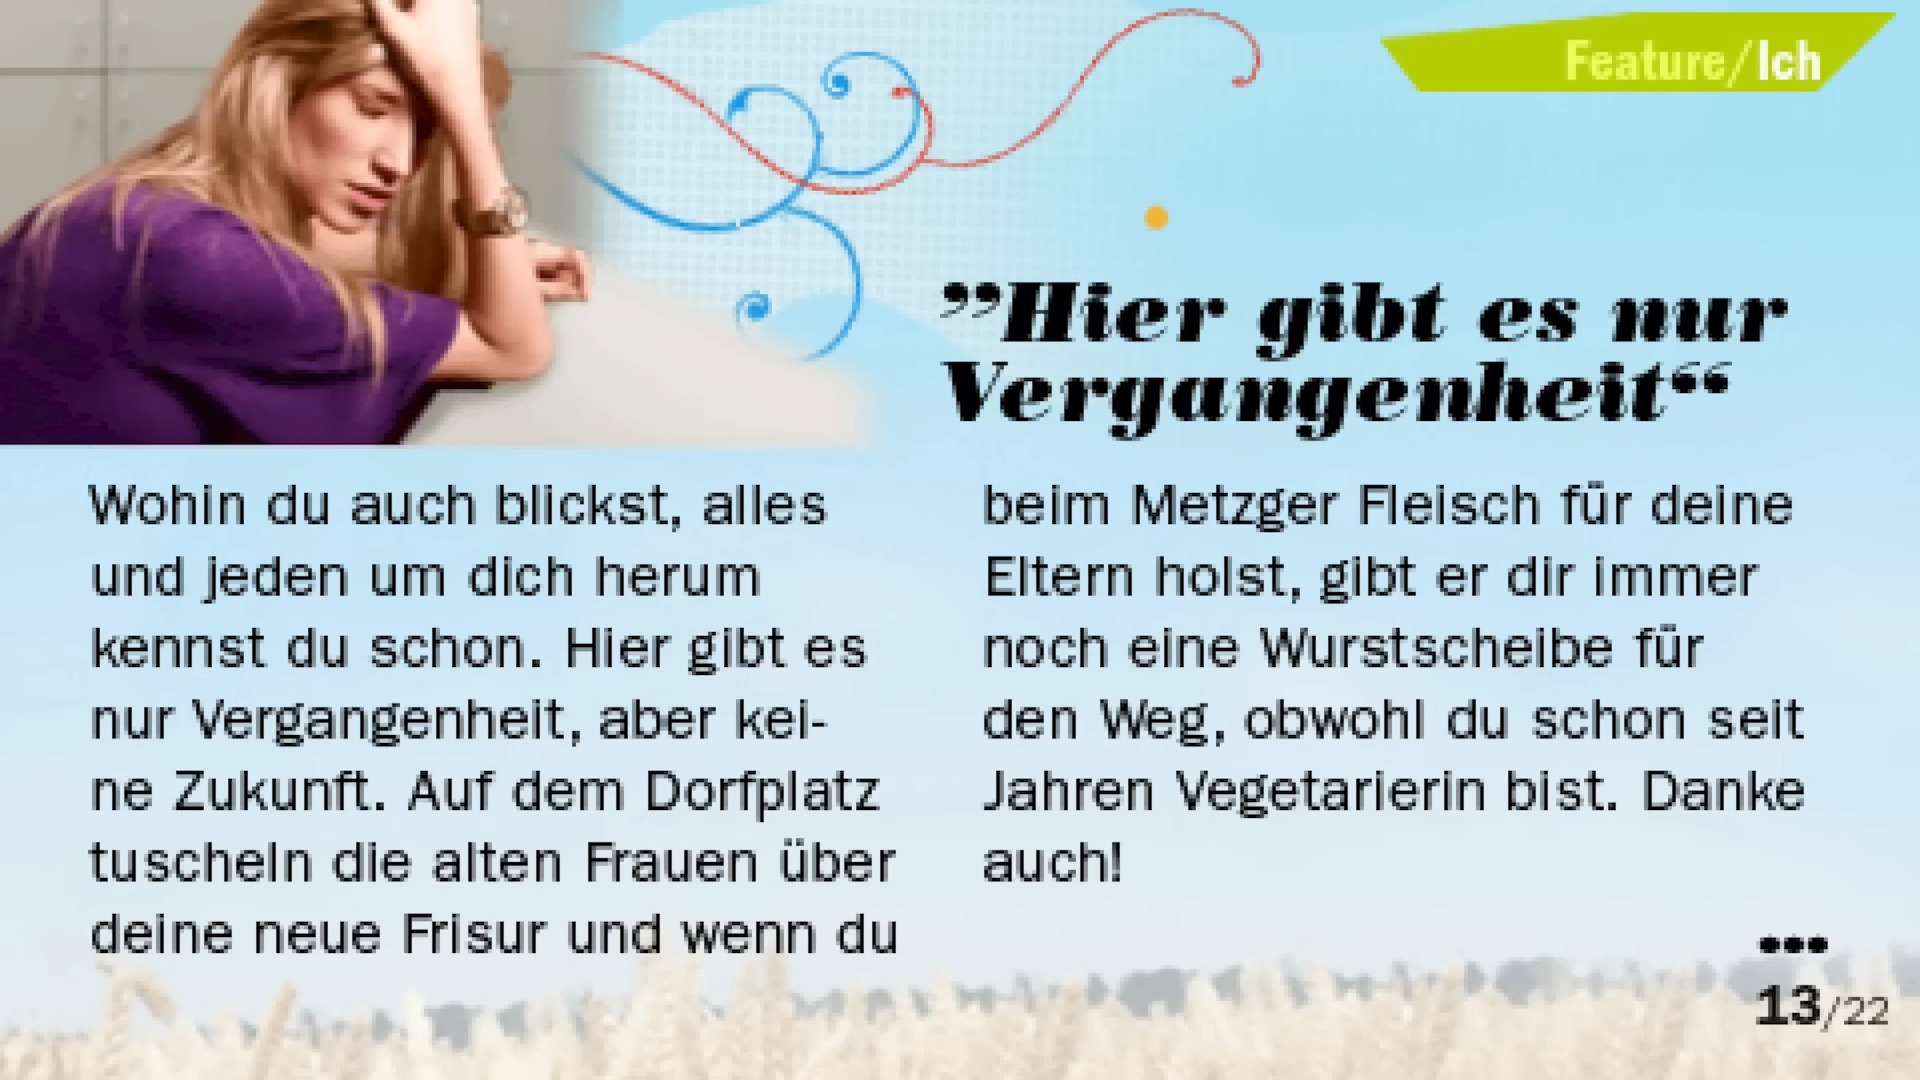 Feature/Ich
”Hier gibt es nur
Vergangenheit“
Wohin du auch blickst, alles
und jeden um dich herum
kennst du schon. Hier gibt es
nur Vergangenheit, aber kei-
ne Zukunft. Auf dem Dorfplatz
tuscheln die alten Frauen über
deine neue Frisur und wenn du
beim Metzger Fleisch für deine
Eltern holst, gibt er dir immer
noch eine Wurstscheibe für
den Weg, obwohl du schon seit
Jahren Vegetarierin bist. Danke
auch!
•••
13/22